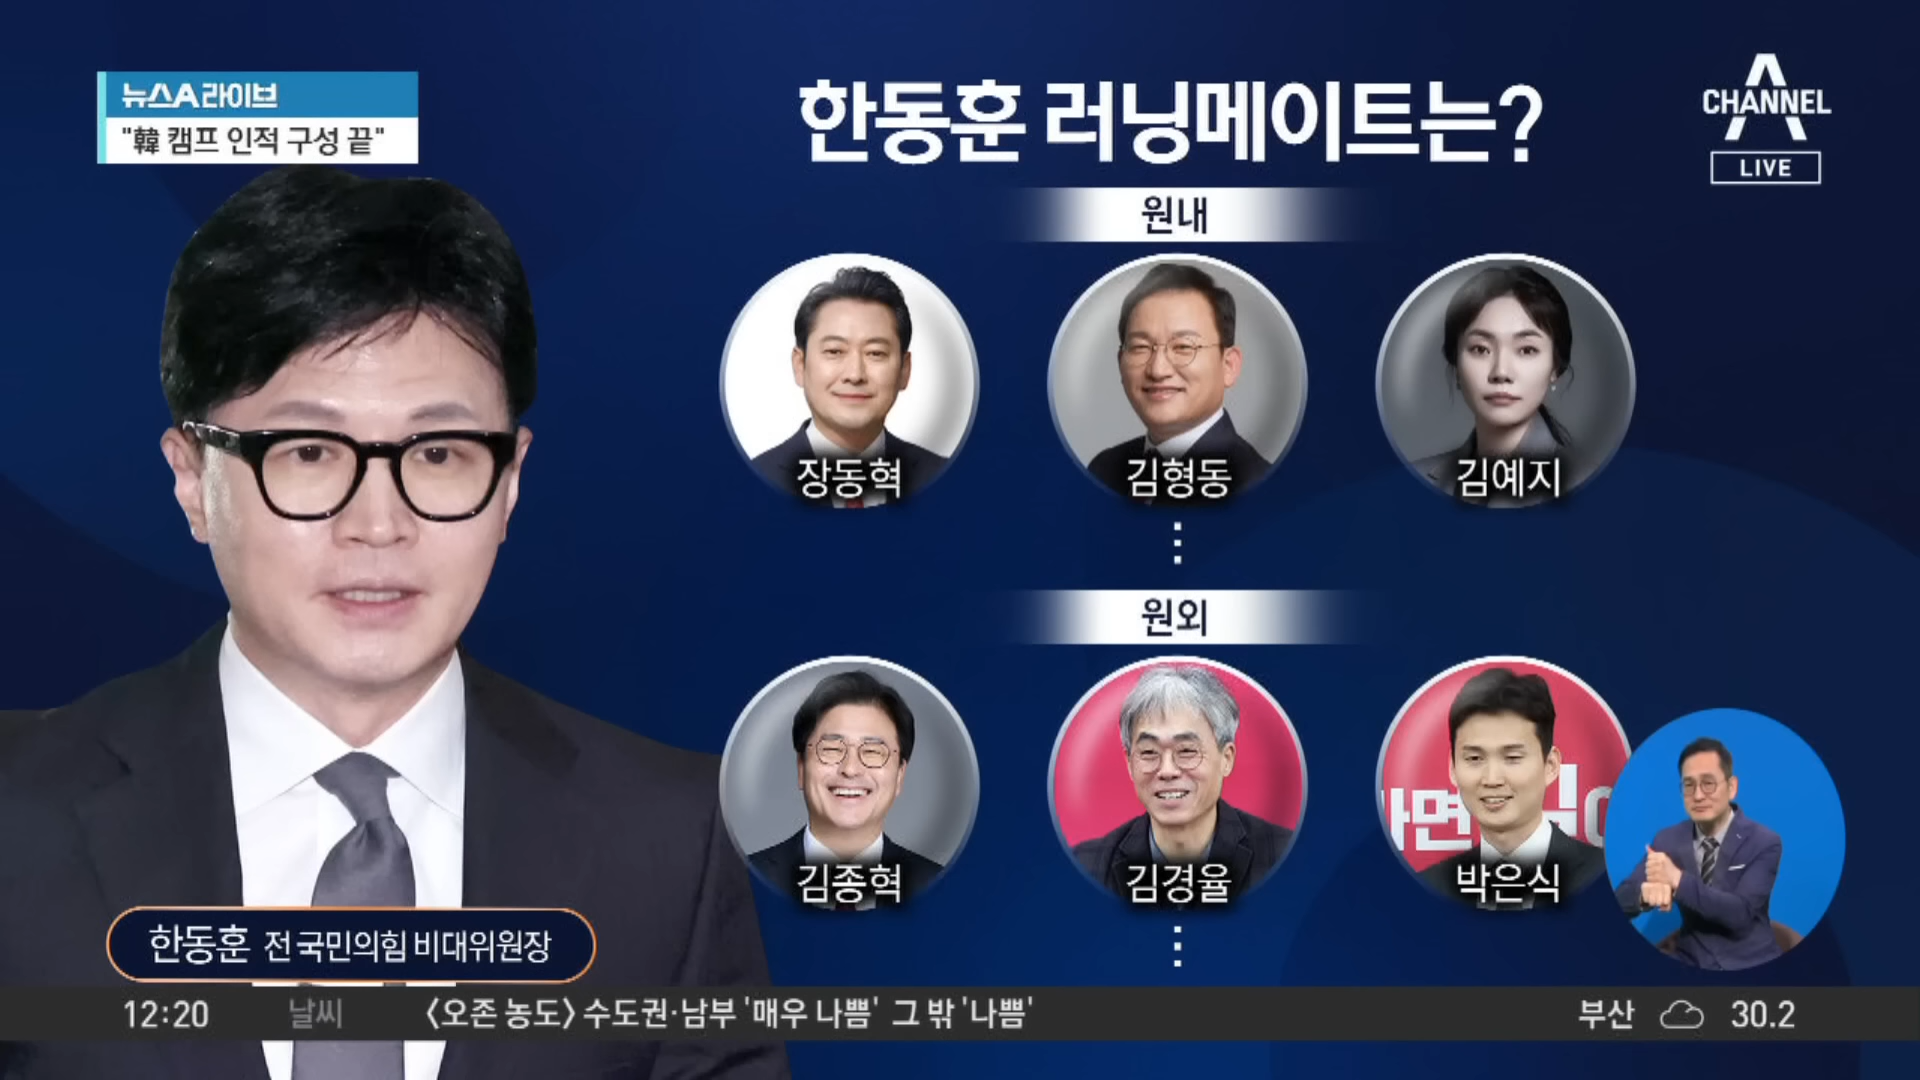 뉴스A라이브
"韓 캠프 인적 구성 끝"
한동훈 러닝메이트는?
CHANNEL A
LIVE
원내
장동혁
김형동
김예지
원외
김종혁
김경율
박은식
한동훈 전 국민의힘 비대위원장
12:20 날씨 〈오존 농도〉 수도권·남부 '매우 나쁨' 그 밖 '나쁨' 부산 30.2